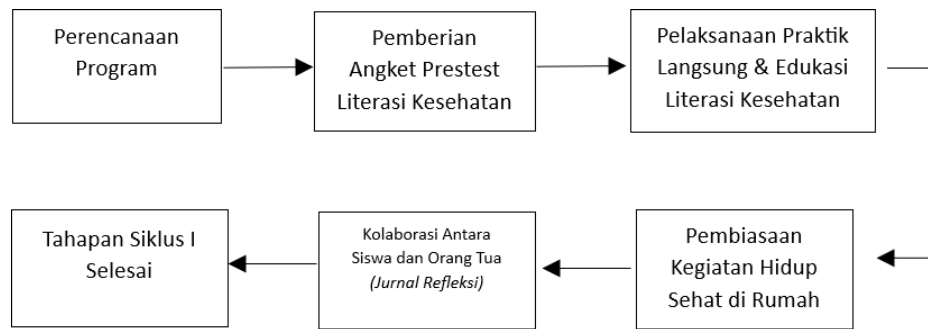 Perencanaan
Program
Pemberian
Angket Prestest
Literasi Kesehatan
Pelaksanaan Praktik
Langsung & Edukasi
Literasi Kesehatan
Pembiasaan
Kegiatan Hidup
Sehat di Rumah
Kolaborasi Antara
Siswa dan Orang Tua
(Jurnal Refleksi)
Tahapan Siklus I
Selesai